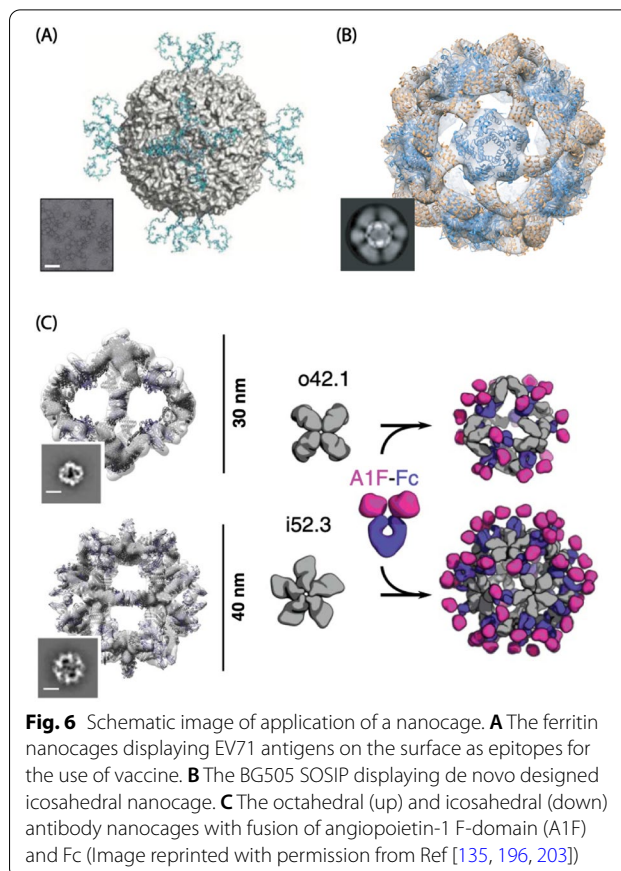 (A)
(B)
(C)
30 nm
o42.1
A1F-Fc
40 nm
i52.3
Fig. 6 Schematic image of application of a nanocage. A The ferritin
nanocages displaying EV71 antigens on the surface as epitopes for
the use of vaccine. B The BG505 SOSIP displaying de novo designed
icosahedral nanocage. C The octahedral (up) and icosahedral (down)
antibody nanocages with fusion of angiopoietin-1 F-domain (A1F)
and Fc (Image reprinted with permission from Ref [135, 196, 203])